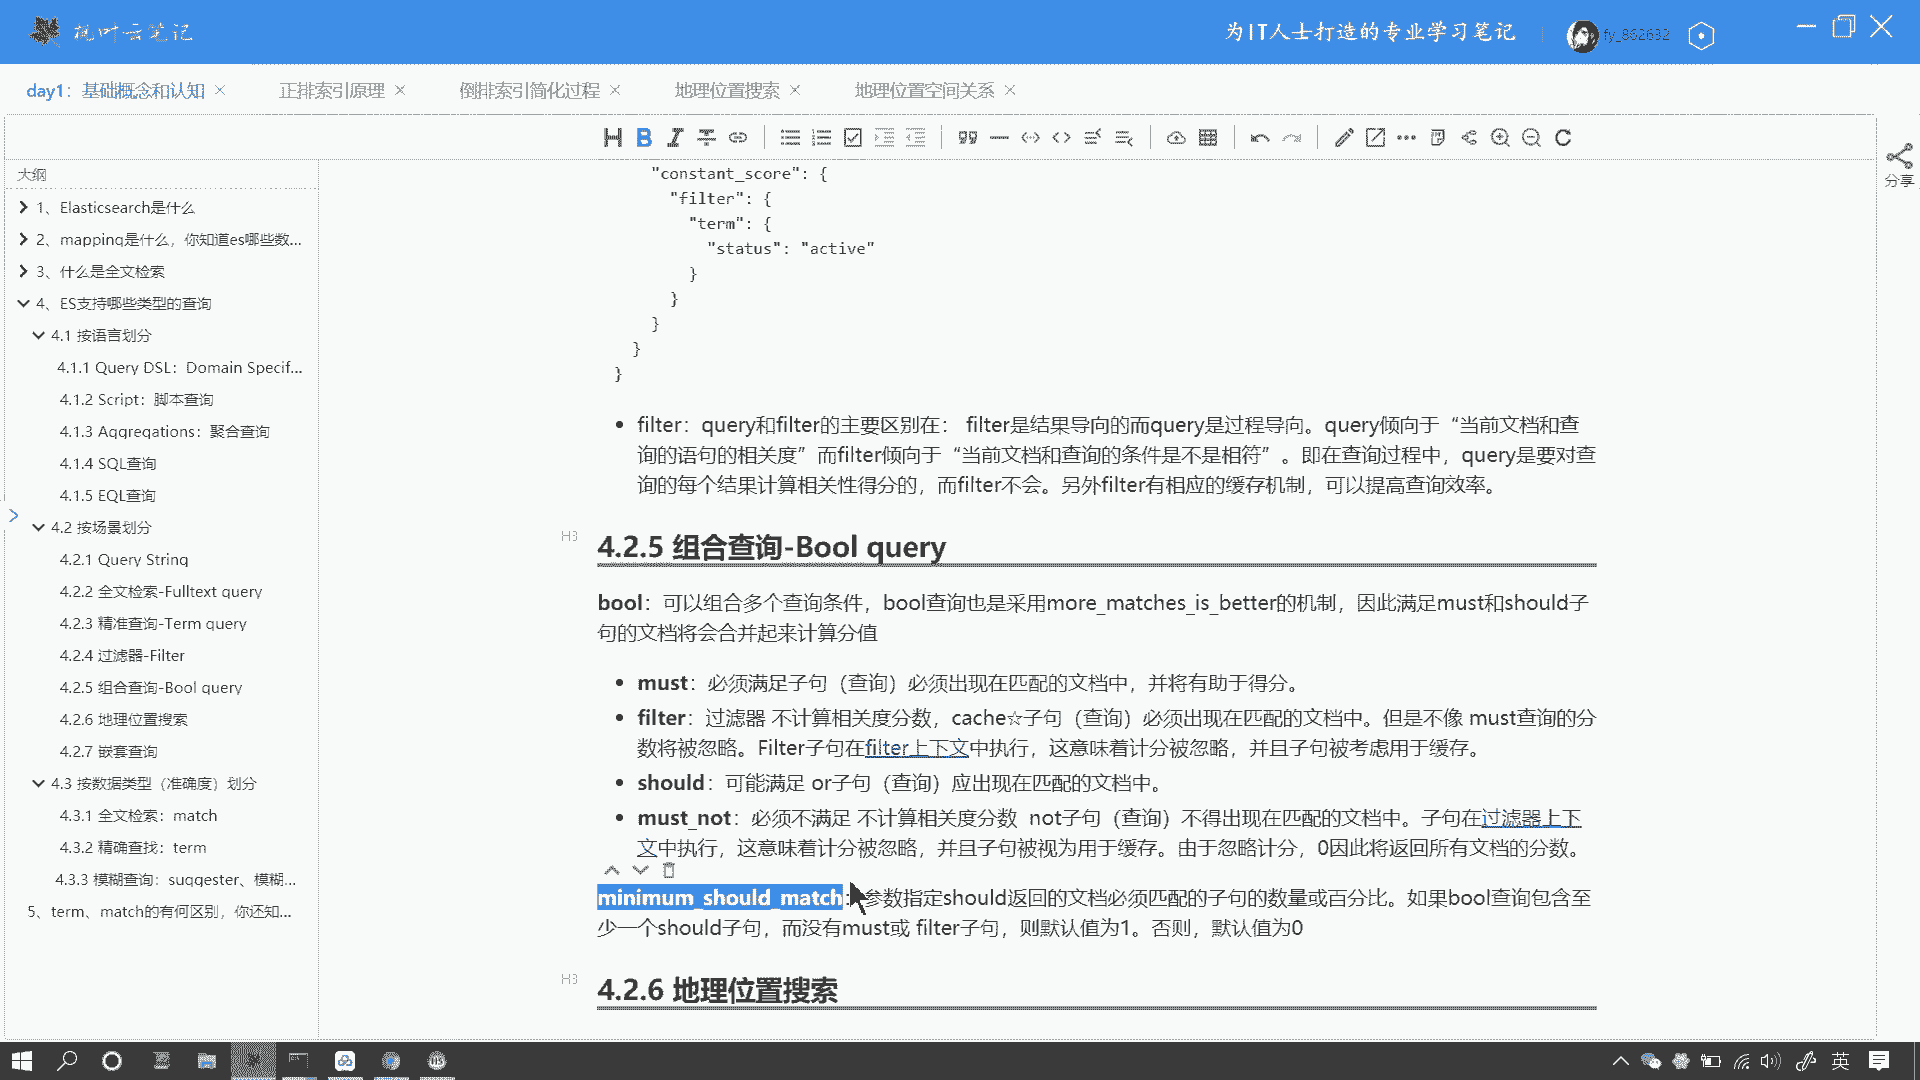 枫叶云笔记
为IT人士打造的专业学习笔记
fy_862632
day1：基础概念和认知
正排索引原理
倒排索引简化过程
地理位置搜索
地理位置空间关系
分享
大纲
1、Elasticsearch是什么
2、mapping是什么，你知道es哪些数...
3、什么是全文检索
4、ES支持哪些类型的查询
4.1 按语言划分
4.1.1 Query DSL：Domain Specif...
4.1.2 Script：脚本查询
4.1.3 Aggregations：聚合查询
4.1.4 SQL查询
4.1.5 EQL查询
4.2 按场景划分
4.2.1 Query String
4.2.2 全文检索-Fulltext query
4.2.3 精准查询-Term query
4.2.4 过滤器-Filter
4.2.5 组合查询-Bool query
4.2.6 地理位置搜索
4.2.7 嵌套查询
4.3 按数据类型（准确度）划分
4.3.1 全文检索：match
4.3.2 精确查找：term
4.3.3 模糊查询：suggester、模糊...
5、term、match的有何区别，你还知...
"constant_score": {
"filter": {
"term": {
"status": "active"
}
}
}
}
}
filter：query和filter的主要区别在： filter是结果导向的而query是过程导向。query倾向于“当前文档和查
询的语句的相关度”而filter倾向于“当前文档和查询的条件是不是相符”。即在查询过程中，query是要对查
询的每个结果计算相关性得分的，而filter不会。另外filter有相应的缓存机制，可以提高查询效率。
H3
4.2.5 组合查询-Bool query
bool：可以组合多个查询条件，bool查询也是采用more_matches_is_better的机制，因此满足must和should子
句的文档将会合并起来计算分值
must：必须满足子句（查询）必须出现在匹配的文档中，并将有助于得分。
filter：过滤器 不计算相关度分数，cache☆子句（查询）必须出现在匹配的文档中。但是不像 must查询的分
数将被忽略。Filter子句在filter上下文中执行，这意味着计分被忽略，并且子句被考虑用于缓存。
should：可能满足 or子句（查询）应出现在匹配的文档中。
must_not：必须不满足 不计算相关度分数 not子句（查询）不得出现在匹配的文档中。子句在过滤器上下
文中执行，这意味着计分被忽略，并且子句被视为用于缓存。由于忽略计分，0因此将返回所有文档的分数。
minimum_should_match：参数指定should返回的文档必须匹配的子句的数量或百分比。如果bool查询包含至
少一个should子句，而没有must或 filter子句，则默认值为1。否则，默认值为0
H3
4.2.6 地理位置搜索
英